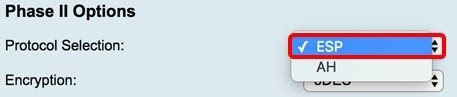 Phase II Options
Protocol Selection: ✓ ESP
AH
Encryption: